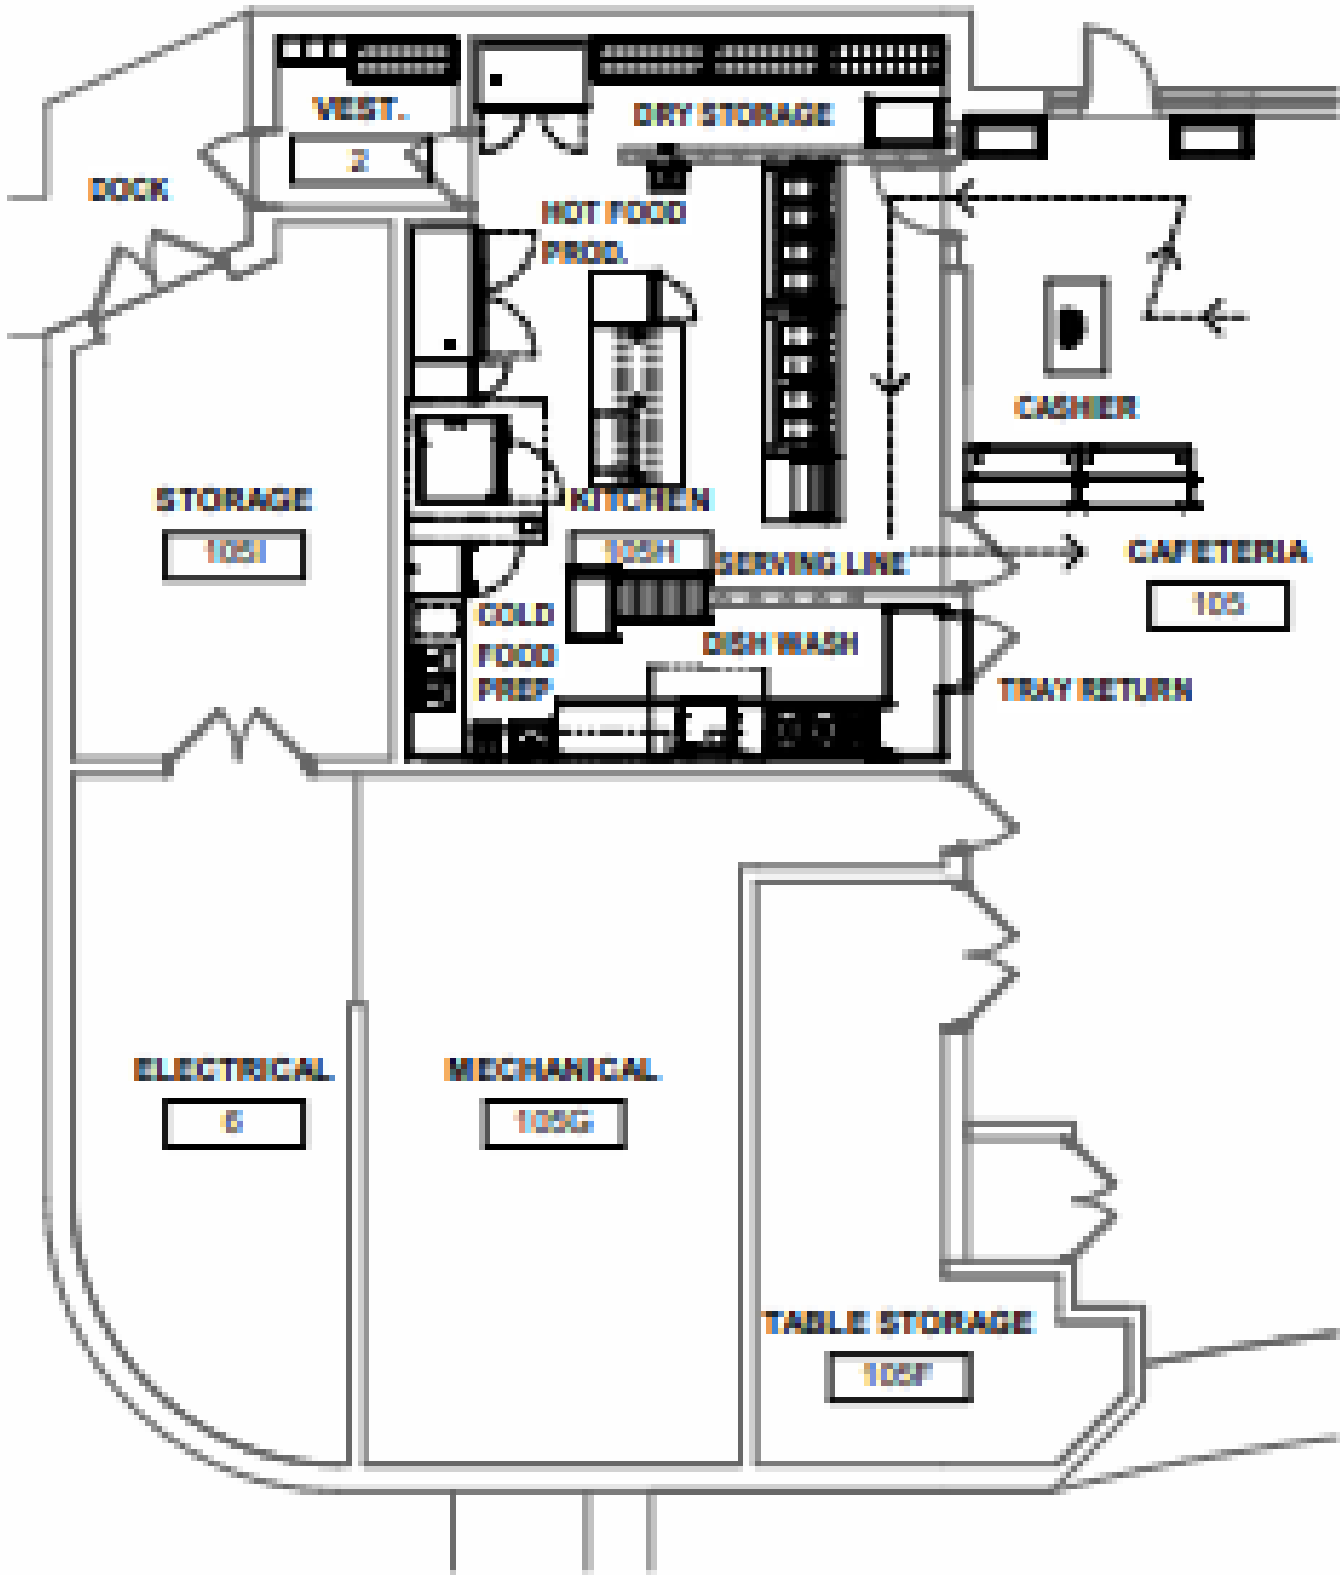 VEST.
2
DRY STORAGE
DOCK
HOT FOOD
PROD.
CASHIER
STORAGE
105I
KITCHEN
105H
SERVING LINE
CAFETERIA
105
COLD
FOOD
PREP
DISH WASH
TRAY RETURN
ELECTRICAL
6
MECHANICAL
105G
TABLE STORAGE
105F